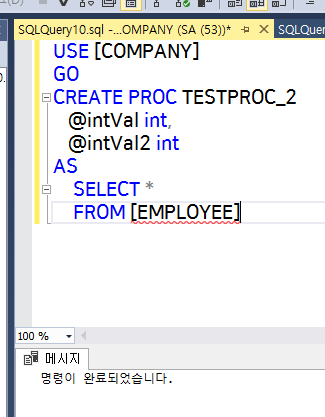 SQLQuery10.sql -...OMPANY (SA (53))*
SQLQue
USE [COMPANY]
GO
CREATE PROC TESTPROC_2
@intVal int,
@intVal2 int
AS
SELECT *
FROM [EMPLOYEE]
100 %
메시지
명령이 완료되었습니다.